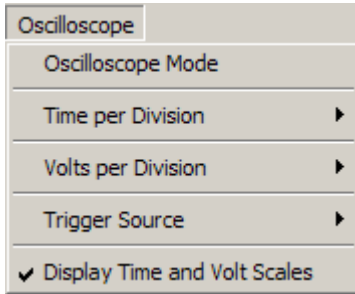 Oscilloscope
Oscilloscope Mode
Time per Division
Volts per Division
Trigger Source
Display Time and Volt Scales